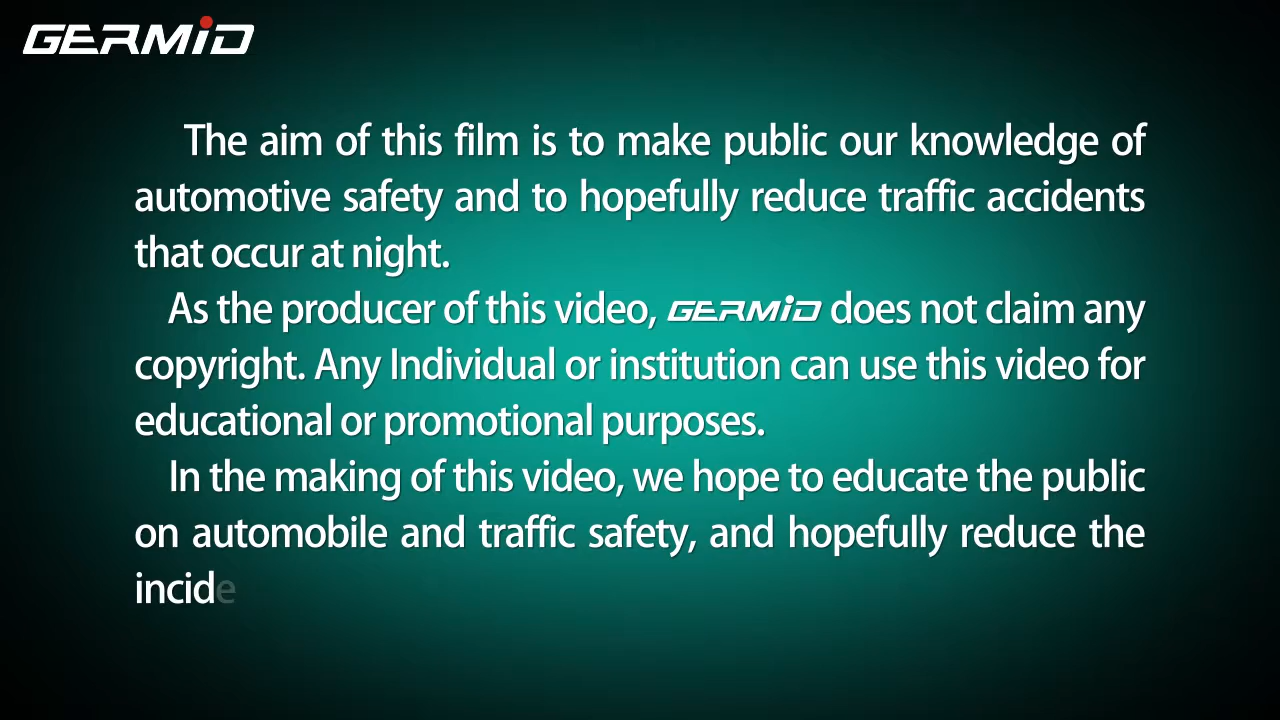 GERMID
The aim of this film is to make public our knowledge of
automotive safety and to hopefully reduce traffic accidents
that occur at night.
As the producer of this video, GERMID does not claim any
copyright. Any Individual or institution can use this video for
educational or promotional purposes.
In the making of this video, we hope to educate the public
on automobile and traffic safety, and hopefully reduce the
incide